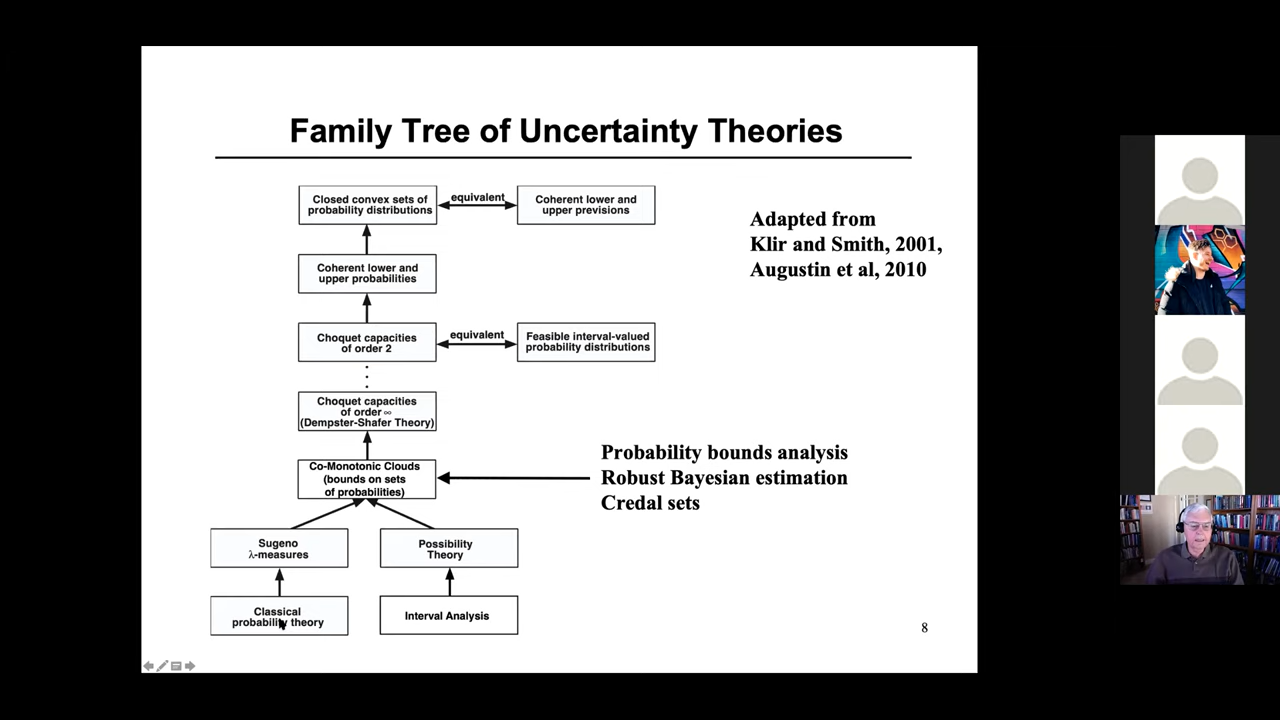 Family Tree of Uncertainty Theories
Closed convex sets of
probability distributions
equivalent
Coherent lower and
upper previsions
Adapted from
Klir and Smith, 2001,
Augustin et al, 2010
Coherent lower and
upper probabilities
Choquet capacities
of order 2
equivalent
Feasible interval-valued
probability distributions
Choquet capacities
of order ∞
(Dempster-Shafer Theory)
Co-Monotonic Clouds
(bounds on sets
of probabilities)
Probability bounds analysis
Robust Bayesian estimation
Credal sets
Sugeno
λ-measures
Possibility
Theory
Classical
probability theory
Interval Analysis
8